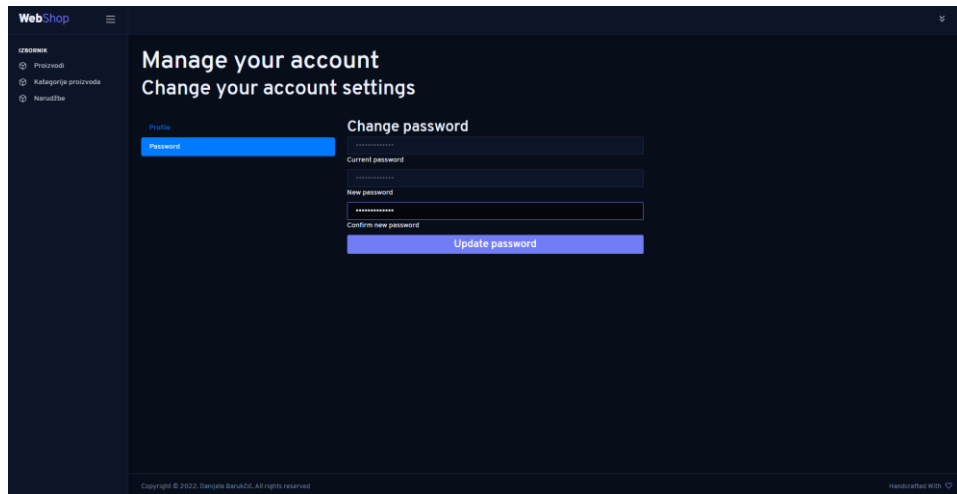 WebShop
IZBORNIK
Proizvodi
Kategorije proizvoda
Narudžbe
Manage your account
Change your account settings
Profile
Password
Change password
•••••••••••••
Current password
•••••••••••••
New password
•••••••••••••
Confirm new password
Update password
Copyright © 2022. Danijela Barukčić. All rights reserved
Handcrafted With